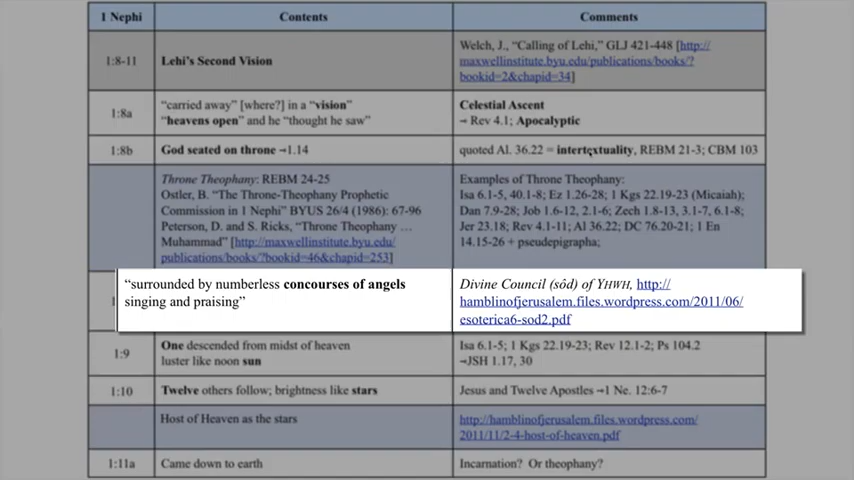 1 Nephi Contents Comments
1:8-11 Lehi's Second Vision Welch, J., "Calling of Lehi," GLJ 421-448 [http://
maxwellinstitute.byu.edu/publications/books/?
bookid=2&chapid=34]
1:8a "carried away" [where?] in a "vision"
"heavens open" and he "thought he saw"
Celestial Ascent
→ Rev 4.1; Apocalyptic
1:8b God seated on throne →1.14 quoted Al. 36.22 = intertextuality, REBM 21-3; CBM 103
Throne Theophany: REBM 24-25
Ostler, B. "The Throne-Theophany Prophetic
Commission in 1 Nephi" BYUS 26/4 (1986): 67-96
Peterson, D. and S. Ricks, "Throne Theophany ...
Muhammad" [http://maxwellinstitute.byu.edu/
publications/books/?bookid=46&chapid=253]
Examples of Throne Theophany:
Isa 6.1-5, 40.1-8; Ez 1.26-28; 1 Kgs 22.19-23 (Micaiah);
Dan 7.9-28; Job 1.6-12, 2.1-6; Zech 1.8-13, 3.1-7, 6.1-8;
Jer 23.18; Rev 4.1-11; Al 36.22; DC 76.20-21; 1 En
14.15-26 + pseudepigrapha;
"surrounded by numberless concourses of angels
singing and praising"
Divine Council (sôd) of YHWH, http://
hamblinofjerusalem.files.wordpress.com/2011/06/
esoterica6-sod2.pdf
1:9 One descended from midst of heaven
luster like noon sun
Isa 6.1-5; 1 Kgs 22.19-23; Rev 12.1-2; Ps 104.2
→JSH 1.17, 30
1:10 Twelve others follow; brightness like stars Jesus and Twelve Apostles →1 Ne. 12:6-7
Host of Heaven as the stars http://hamblinofjerusalem.files.wordpress.com/
2011/11/2-4-host-of-heaven.pdf
1:11a Came down to earth Incarnation? Or theophany?